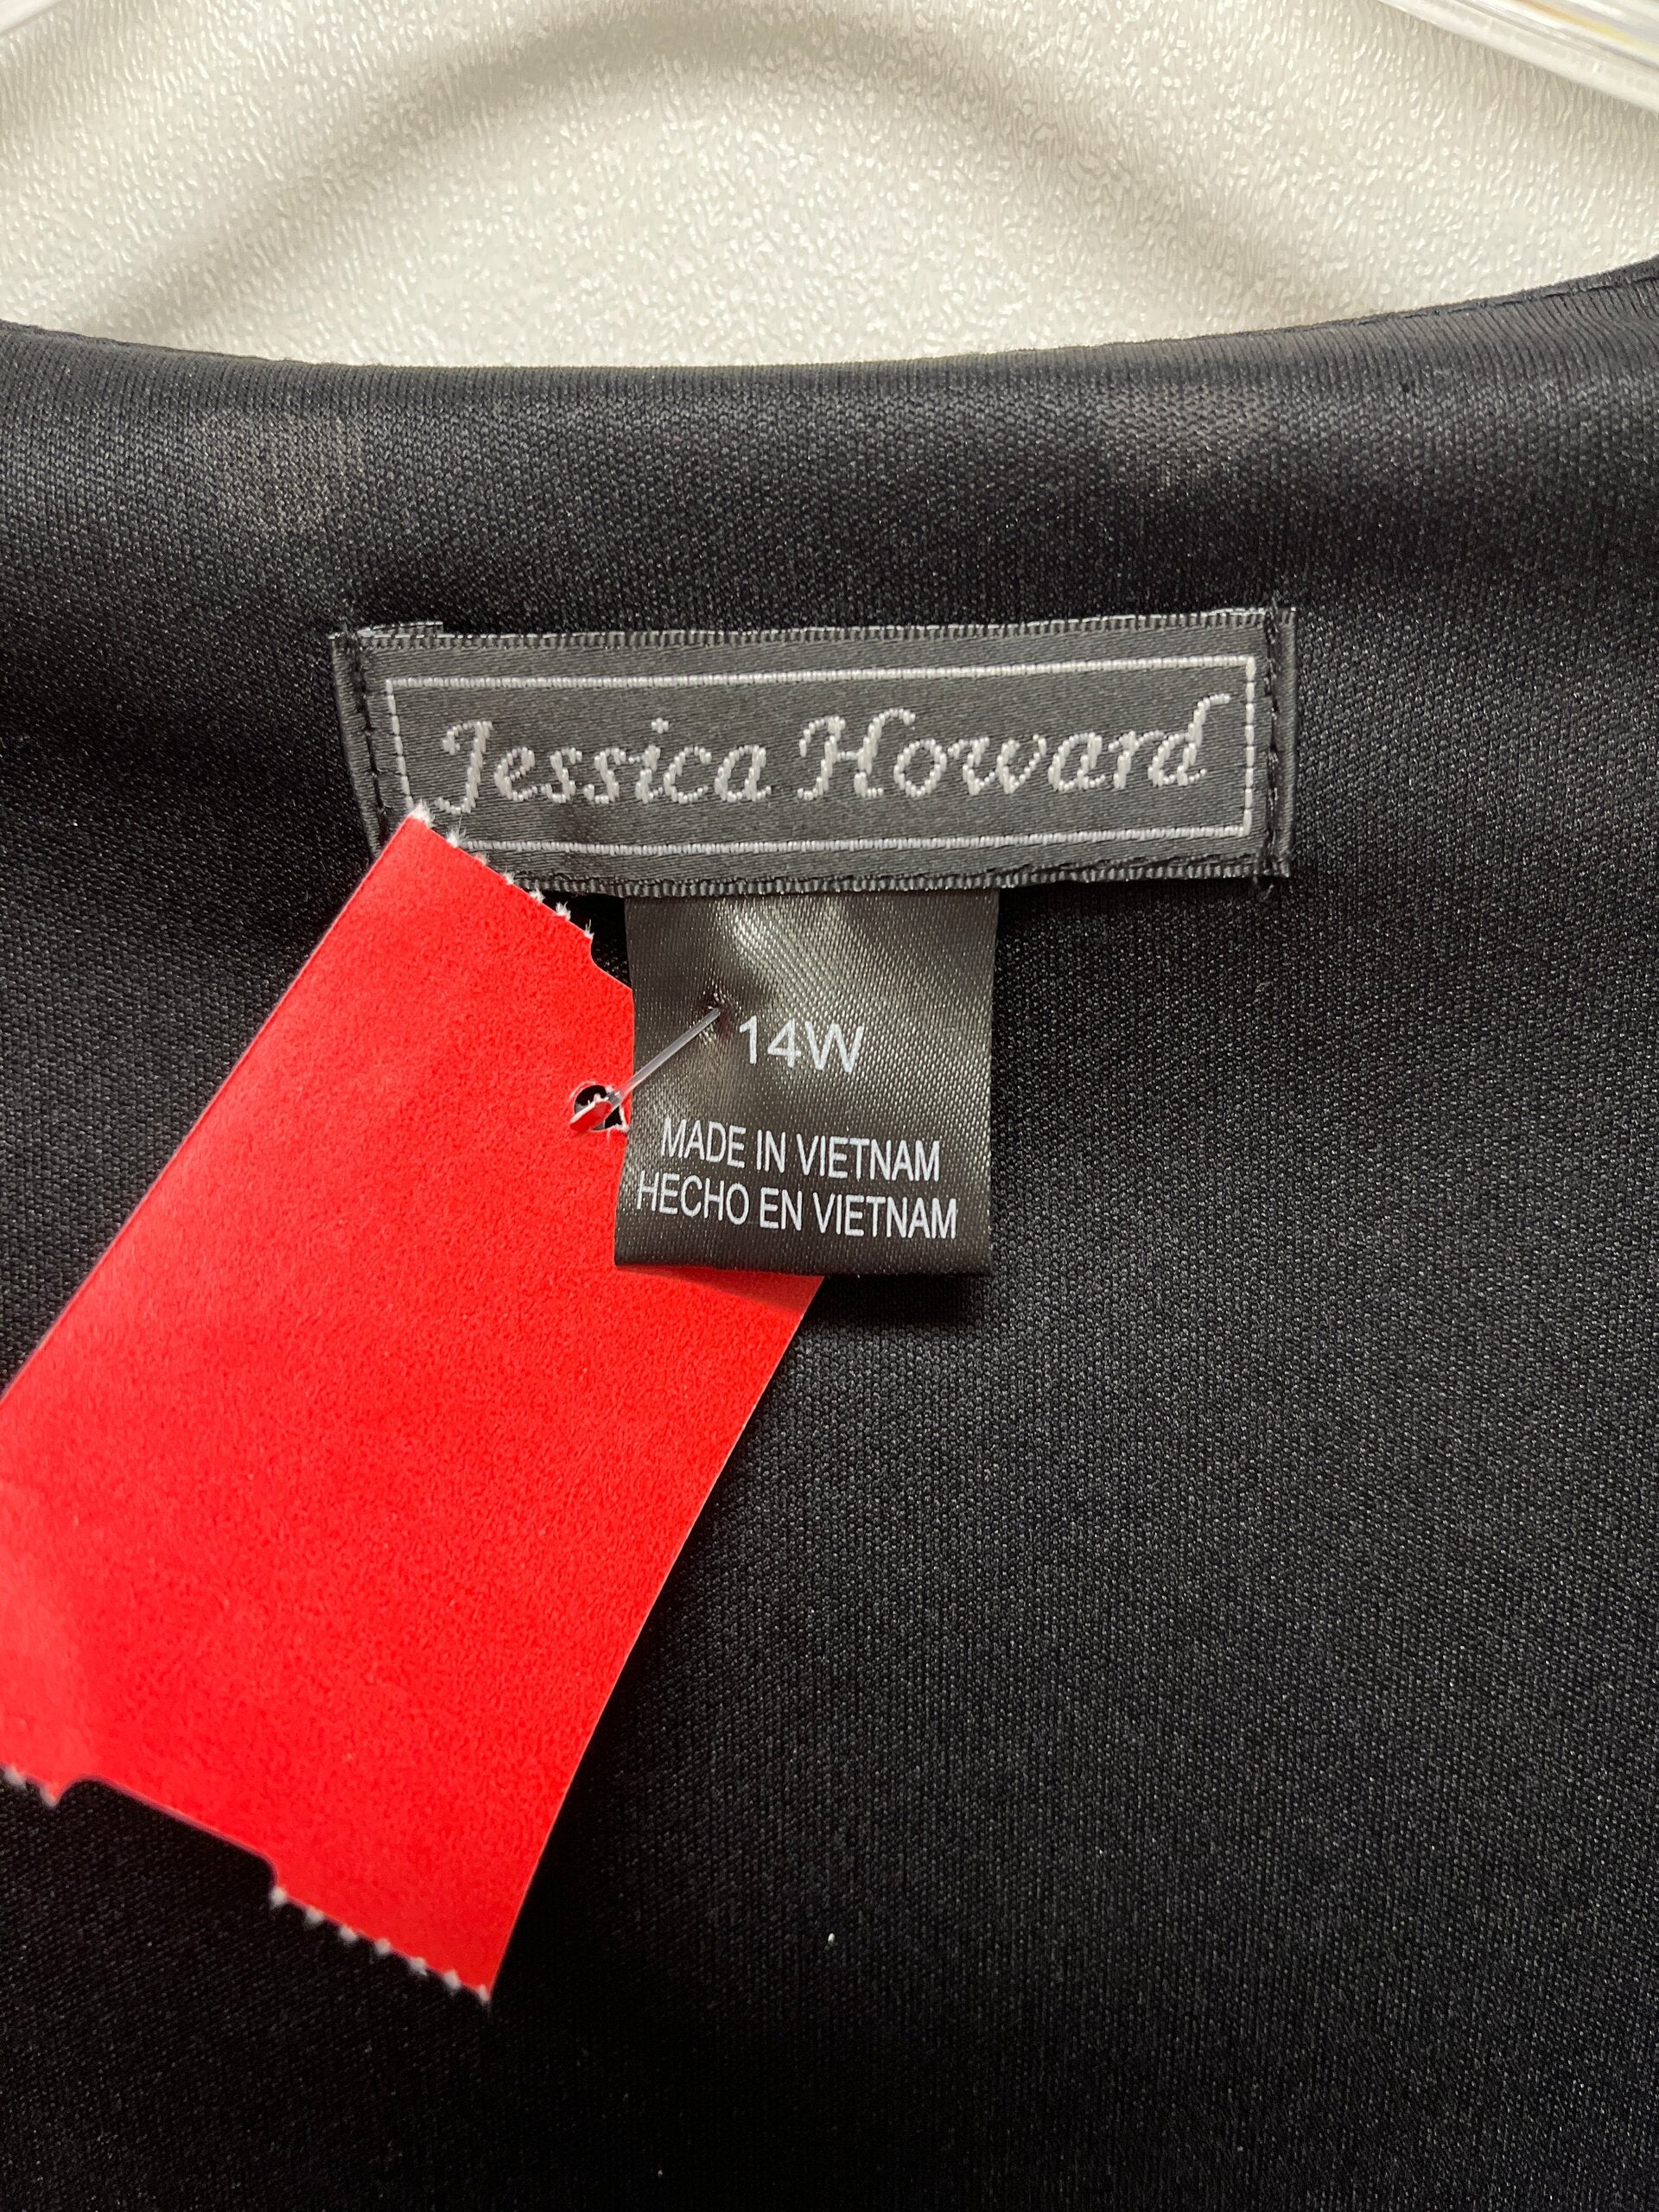 Jessica Howard
14W
MADE IN VIETNAM
HECHO EN VIETNAM